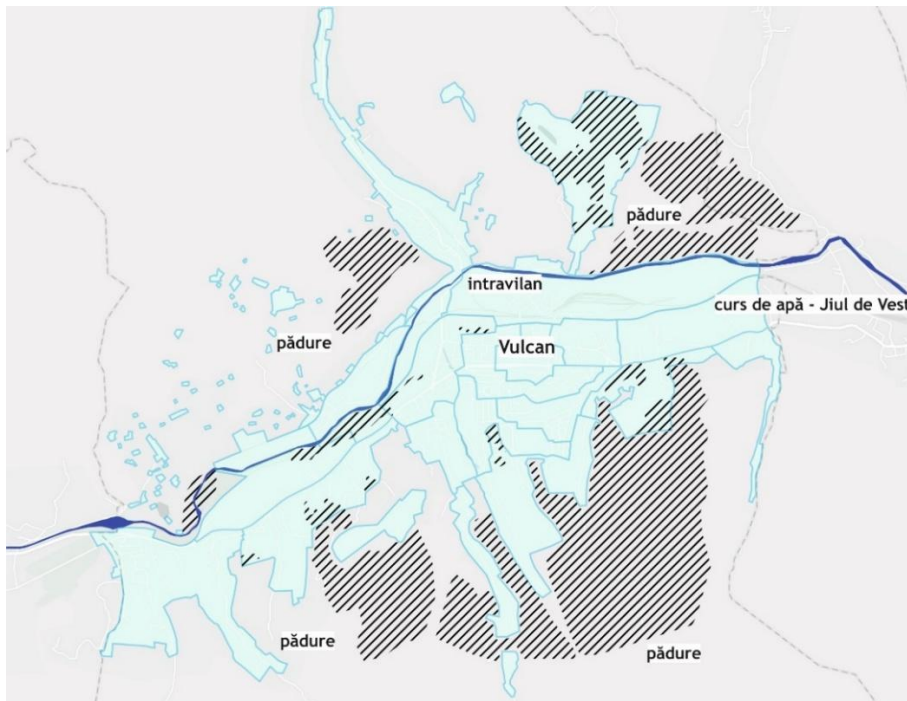 pădure
intravilan
curs de apă - Jiul de Vest
pădure
Vulcan
pădure
pădure